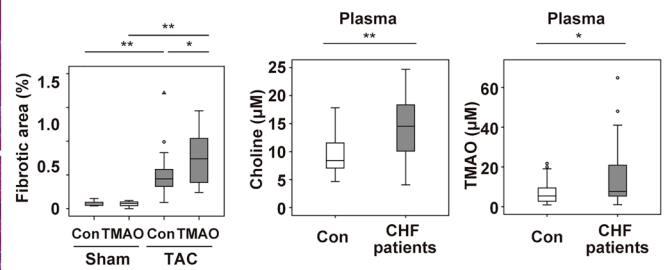 ** 
** *
Fibrotic area (%)
1.5
1.0
0.5
0
Con TMAO Con TMAO
Sham TAC
Plasma
**
Choline (μM)
25
20
15
10
5
0
Con CHF
patients
Plasma
*
TMAO (μM)
60
40
20
0
Con CHF
patients